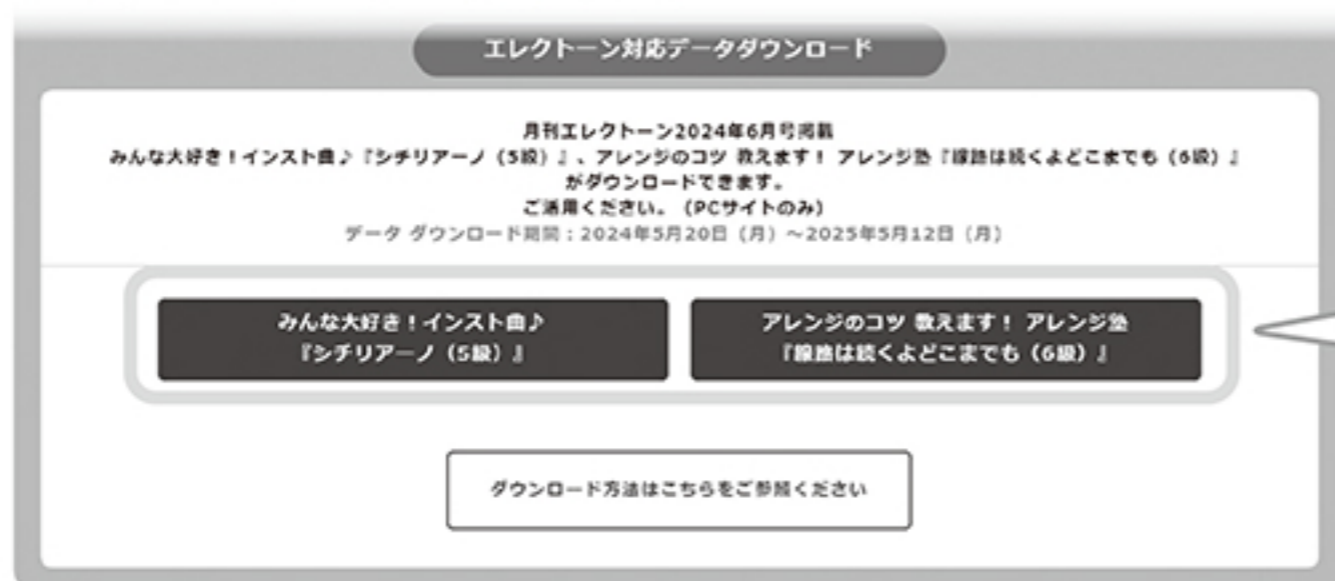 エレクトーン対応データダウンロード
月刊エレクトーン2024年6月号掲載
みんな大好き！インスト曲♪『シチリアーノ（5級）』、アレンジのコツ 教えます！ アレンジ塾『線路は続くよどこまでも（6級）』
がダウンロードできます。
ご活用ください。（PCサイトのみ）
データ ダウンロード期間：2024年5月20日（月）～2025年5月12日（月）
みんな大好き！インスト曲♪
『シチリアーノ（5級）』
アレンジのコツ 教えます！ アレンジ塾
『線路は続くよどこまでも（6級）』
ダウンロード方法はこちらをご参照ください